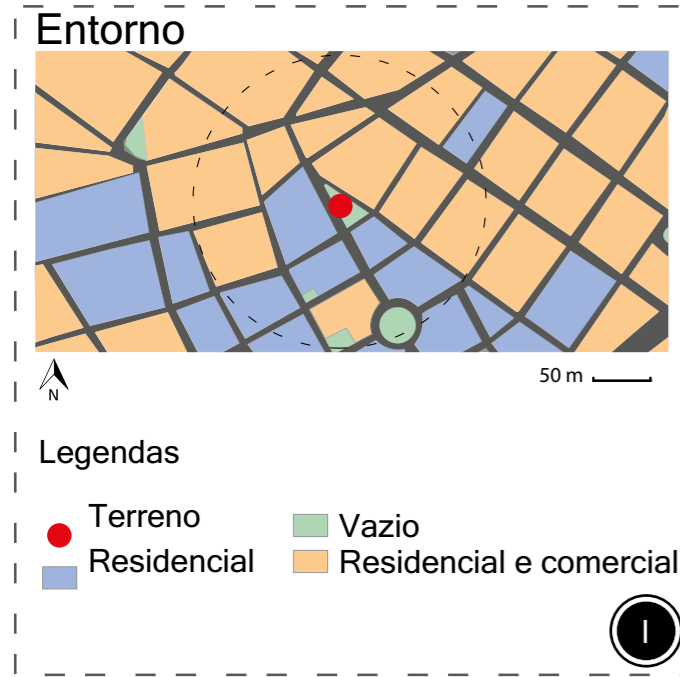 Entorno
N
50 m
Legendas
Terreno
Residencial
Vazio
Residencial e comercial
I